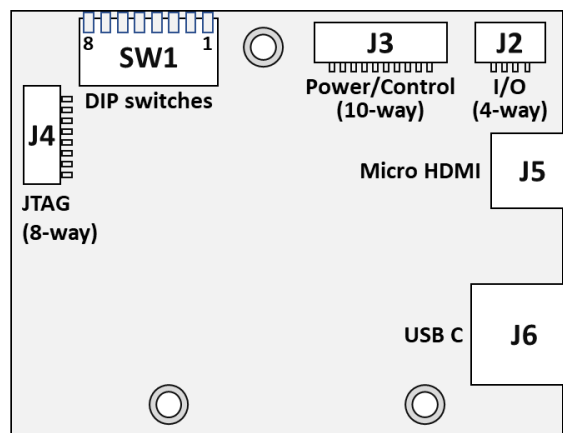 8 1
SW1
DIP switches
J3
Power/Control
(10-way)
J2
I/O
(4-way)
J4
JTAG
(8-way)
Micro HDMI
J5
USB C
J6